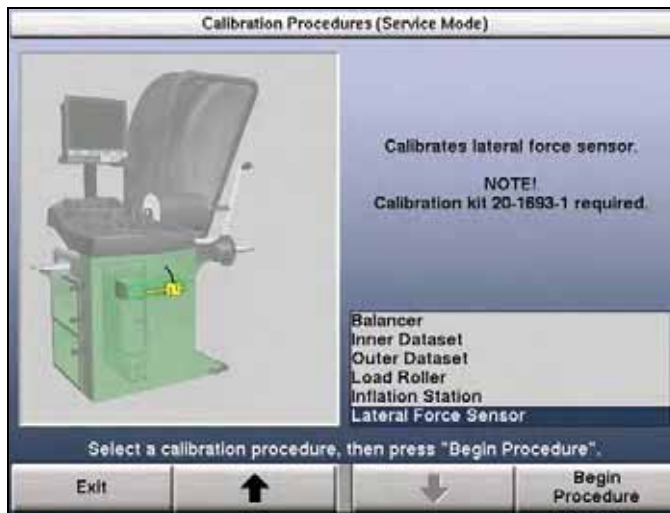 Calibration Procedures (Service Mode)
Calibrates lateral force sensor.
NOTE!
Calibration kit 20-1693-1 required.
Balancer
Inner Dataset
Outer Dataset
Load Roller
Inflation Station
Lateral Force Sensor
Select a calibration procedure, then press "Begin Procedure".
Exit
Begin
Procedure